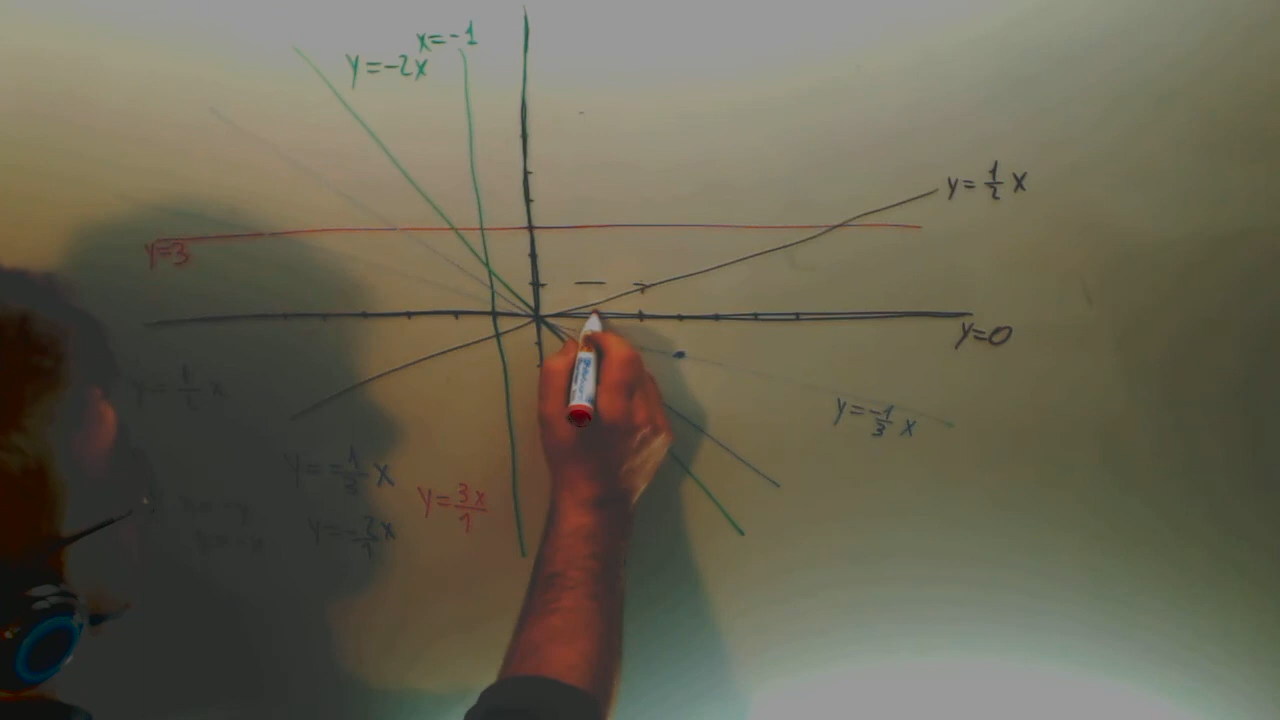 x=-1
y=-2x
y=1/2 x
y=3
y=0
y=1/2 x
y=-1/3 x
y=-1/3 x
y=3x/1